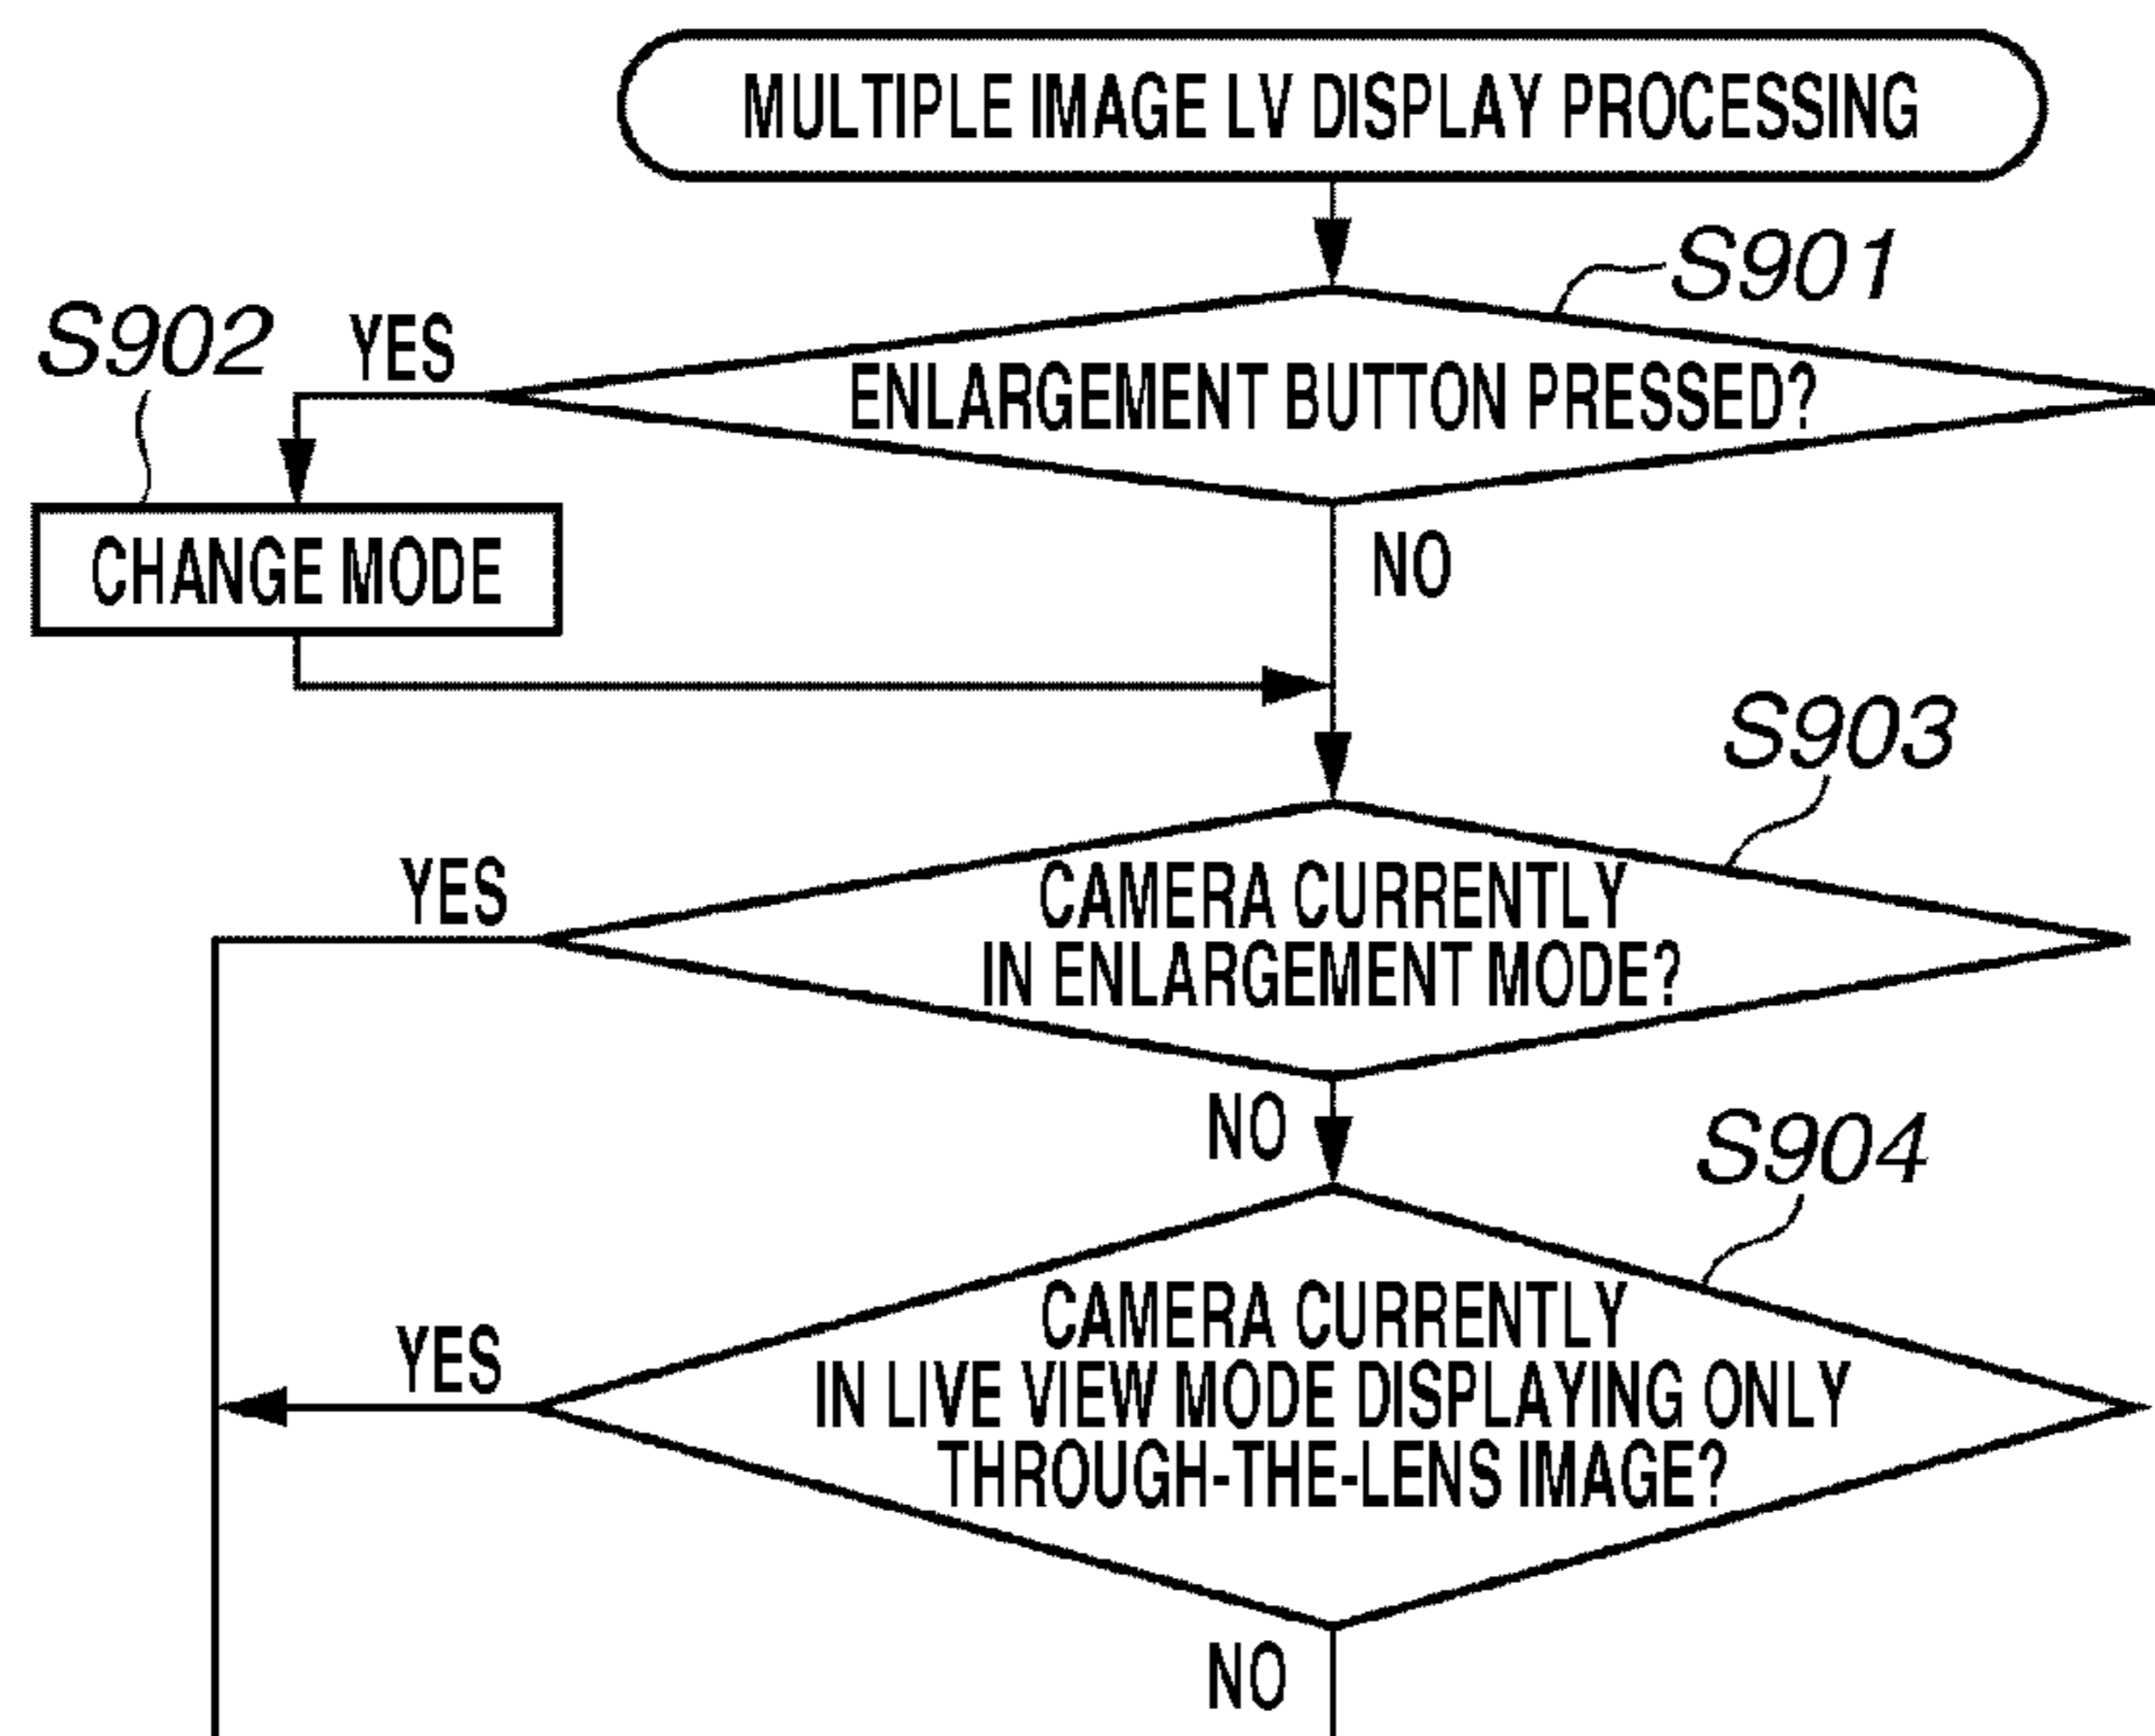 MULTIPLE IMAGE LV DISPLAY PROCESSING
S901
S902
YES
ENLARGEMENT BUTTON PRESSED?
CHANGE MODE
NO
S903
YES
CAMERA CURRENTLY
IN ENLARGEMENT MODE?
NO
S904
CAMERA CURRENTLY
YES
IN LIVE VIEW MODE DISPLAYING ONLY
THROUGH-THE-LENS IMAGE?
NO